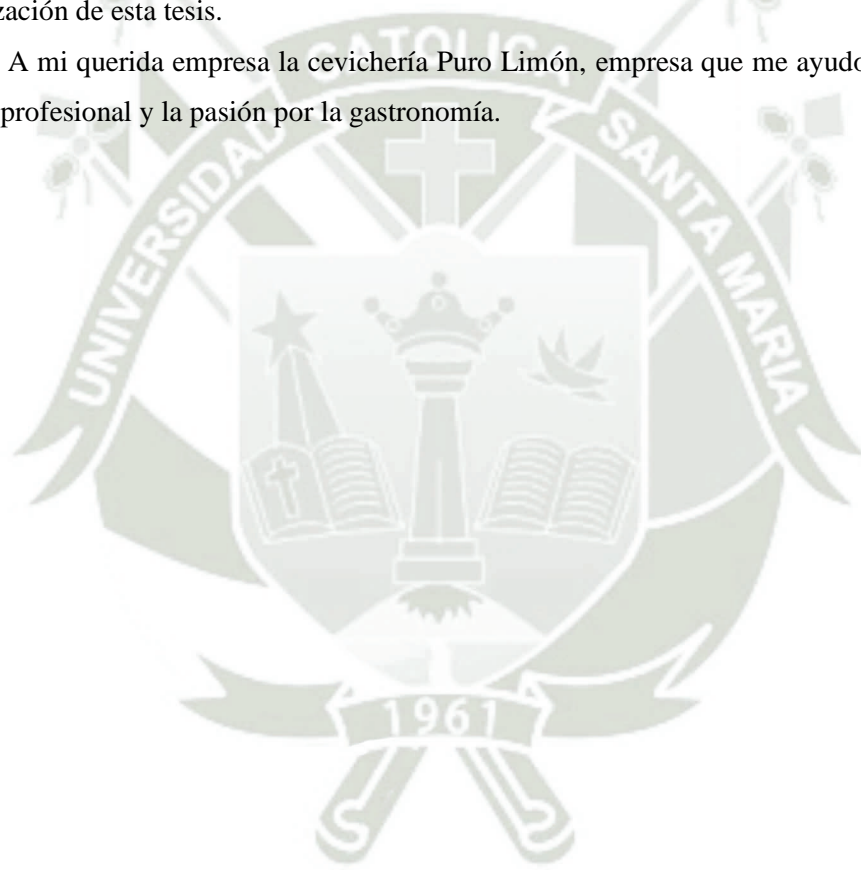 zación de esta tesis.
A mi querida empresa la cevichería Puro Limón, empresa que me ayudo
profesional y la pasión por la gastronomía.
UNIVERSIDAD CATOLICA SANTA MARIA
1961